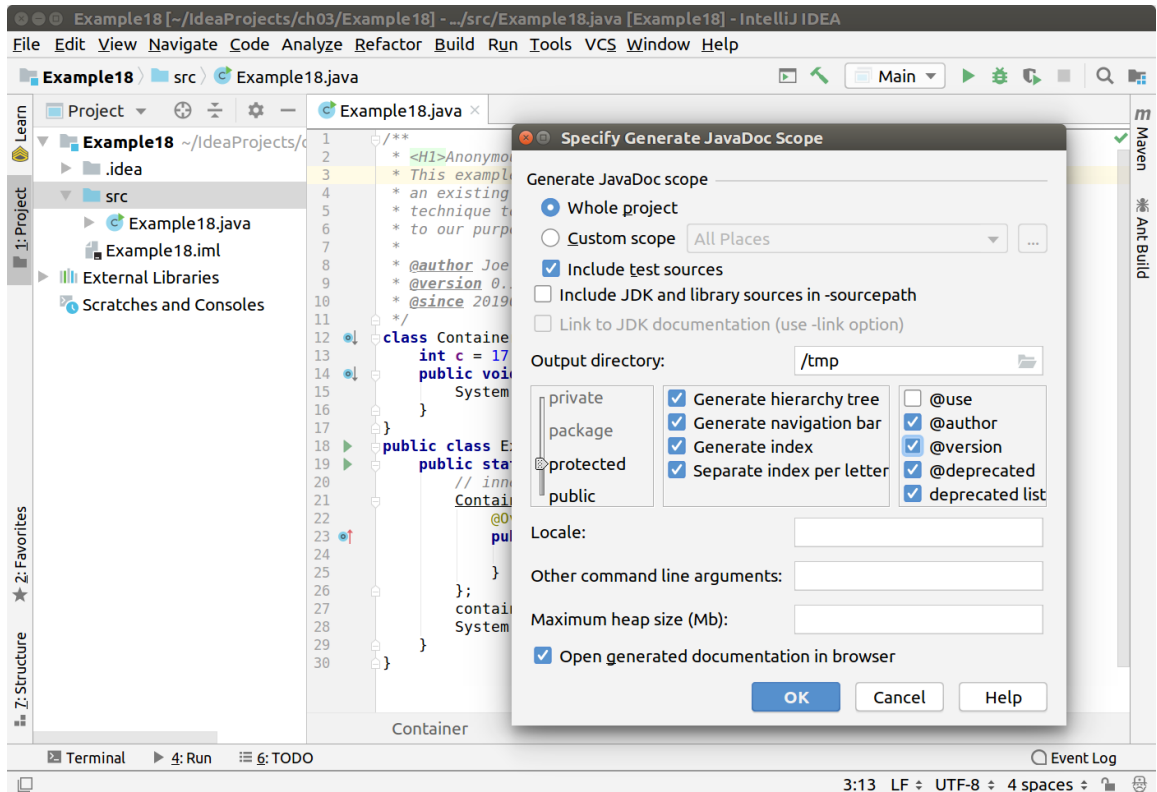 Example18 [~/IdeaProjects/ch03/Example18] - .../src/Example18.java [Example18] - IntelliJ IDEA
File Edit View Navigate Code Analyze Refactor Build Run Tools VCS Window Help
Example18 src Example18.java Main
Project
Example18.java
Learn
1: Project
2: Favorites
7: Structure
Example18 ~/IdeaProjects/
.idea
src
Example18.java
Example18.iml
External Libraries
Scratches and Consoles
1 /**
2 * <H1>Anonymou
3 * This example
4 * an existing
5 * technique t
6 * to our purp
7 *
8 * @author Joe
9 * @version 0.
10 * @since 2019
11 */
12 class Containe
13 int c = 17
14 public voi
15 System
16 }
17 }
18 public class E
19 public sta
20 // inn
21 Contai
22 @O
23 pu
24
25 }
26 };
27 contai
28 System
29 }
30 }
Container
Specify Generate JavaDoc Scope
Generate JavaDoc scope
Whole project
Custom scope All Places ...
Include test sources
Include JDK and library sources in -sourcepath
Link to JDK documentation (use -link option)
Output directory: /tmp
private
package
protected
public
Generate hierarchy tree
Generate navigation bar
Generate index
Separate index per letter
@use
@author
@version
@deprecated
deprecated list
Locale:
Other command line arguments:
Maximum heap size (Mb):
Open generated documentation in browser
OK Cancel Help
m
Maven
Ant Build
Terminal 4: Run 6: TODO Event Log
3:13 LF UTF-8 4 spaces